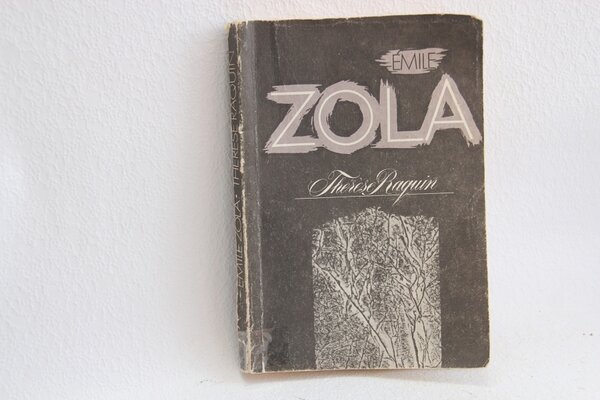 ÉMILE
ZOLA
Thérèse Raquin
ÉMILE ZOLA • THÉRÈSE RAQUIN